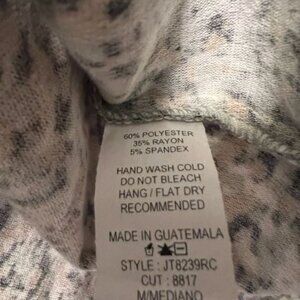 60% POLYESTER
35% RAYON
5% SPANDEX
HAND WASH COLD
DO NOT BLEACH
HANG / FLAT DRY
RECOMMENDED
MADE IN GUATEMALA
STYLE : JT8239RC
CUT : 8817
M/MEDIANO